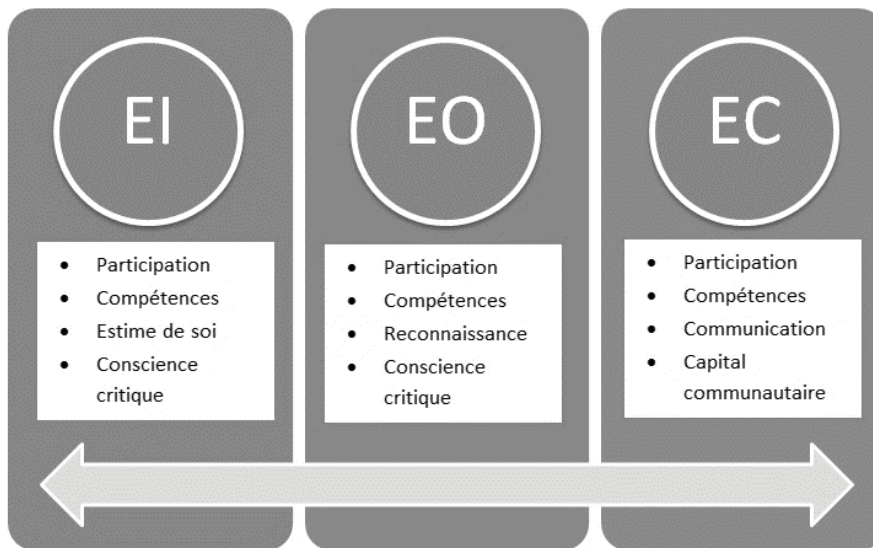 EI
• Participation
• Compétences
• Estime de soi
• Conscience
critique
EO
• Participation
• Compétences
• Reconnaissance
• Conscience
critique
EC
• Participation
• Compétences
• Communication
• Capital
communautaire